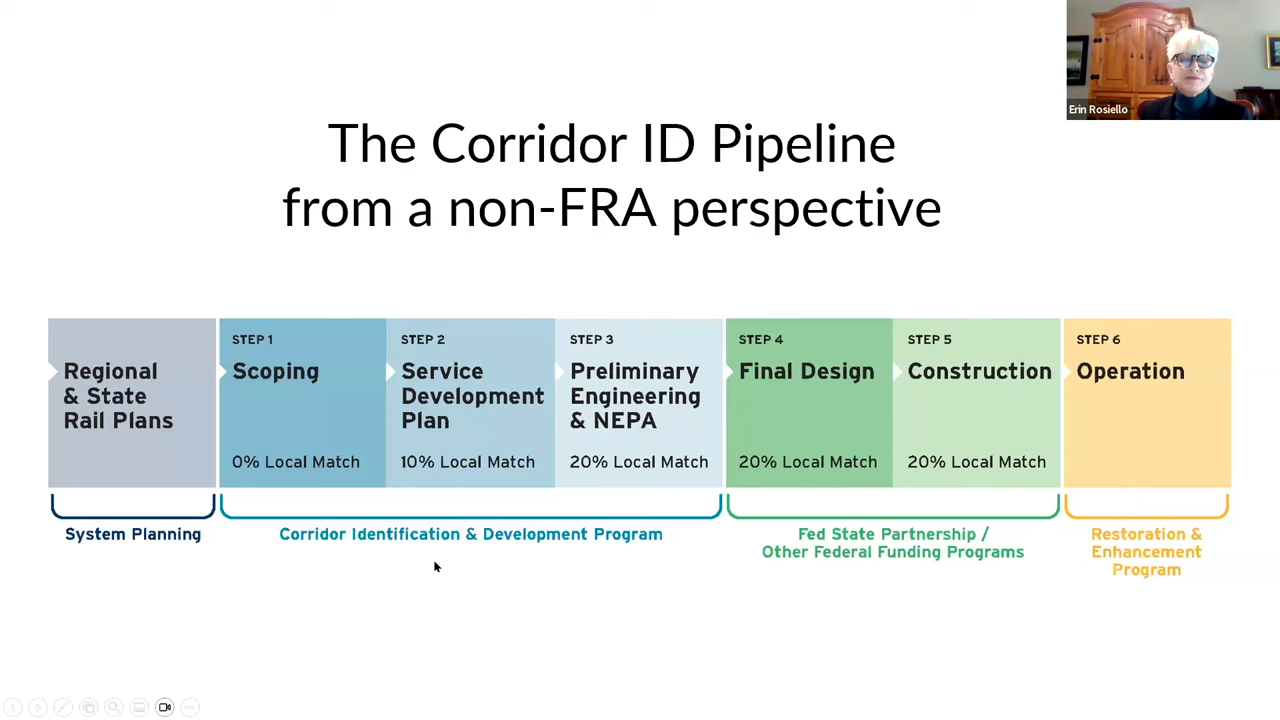 The Corridor ID Pipeline
from a non-FRA perspective
Erin Rosiello
Regional
& State
Rail Plans
STEP 1
Scoping
0% Local Match
STEP 2
Service
Development
Plan
10% Local Match
STEP 3
Preliminary
Engineering
& NEPA
20% Local Match
STEP 4
Final Design
20% Local Match
STEP 5
Construction
20% Local Match
STEP 6
Operation
System Planning
Corridor Identification & Development Program
Fed State Partnership /
Other Federal Funding Programs
Restoration &
Enhancement
Program